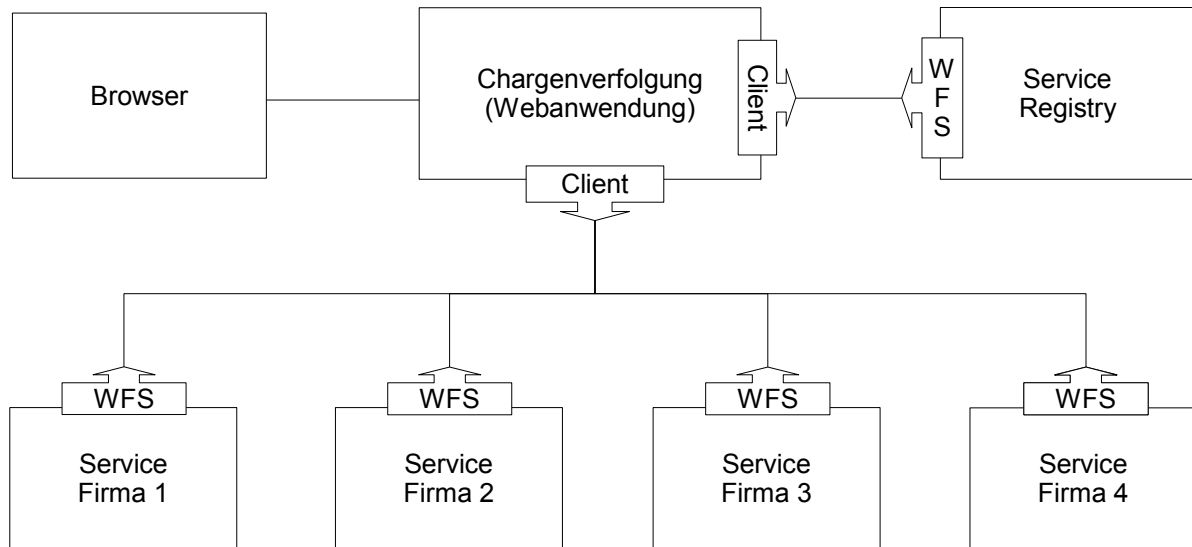 Browser
Chargenverfolgung
(Webanwendung)
Client
W
F
S
Service
Registry
Client
WFS
WFS
WFS
WFS
Service
Firma 1
Service
Firma 2
Service
Firma 3
Service
Firma 4